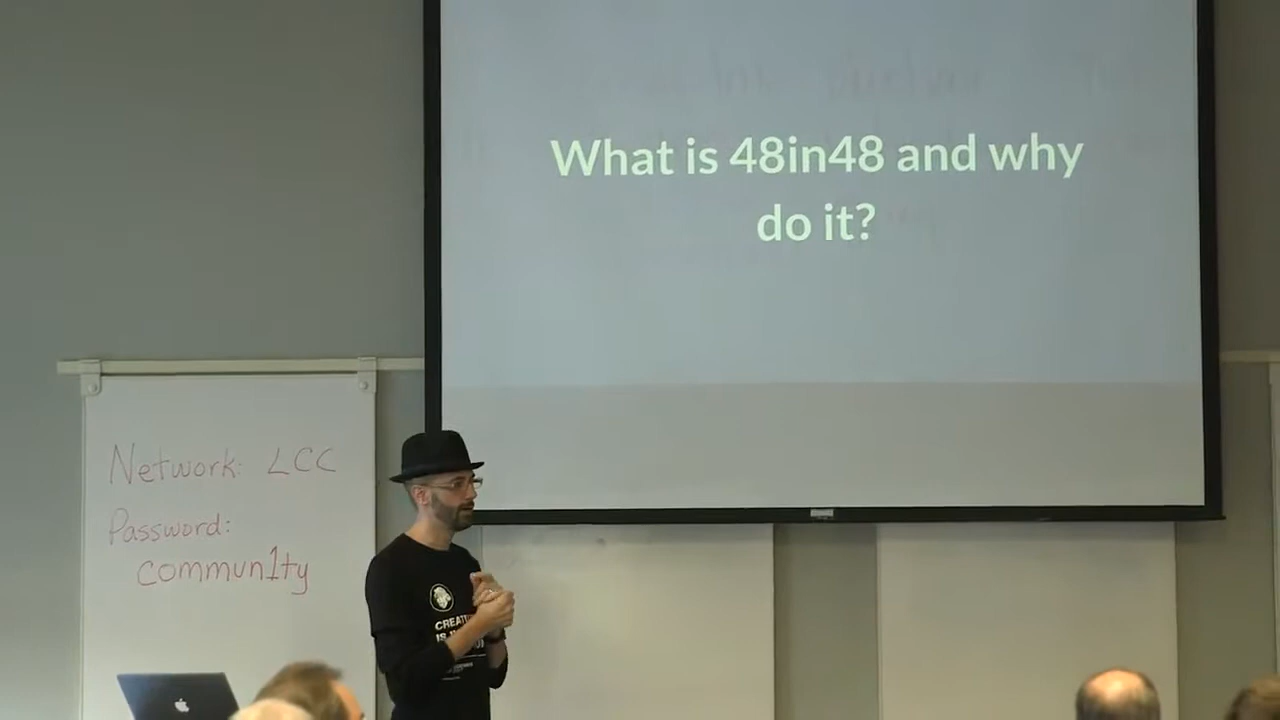 What is 48in48 and why
do it?
Network: LCC
Password:
commun1ty